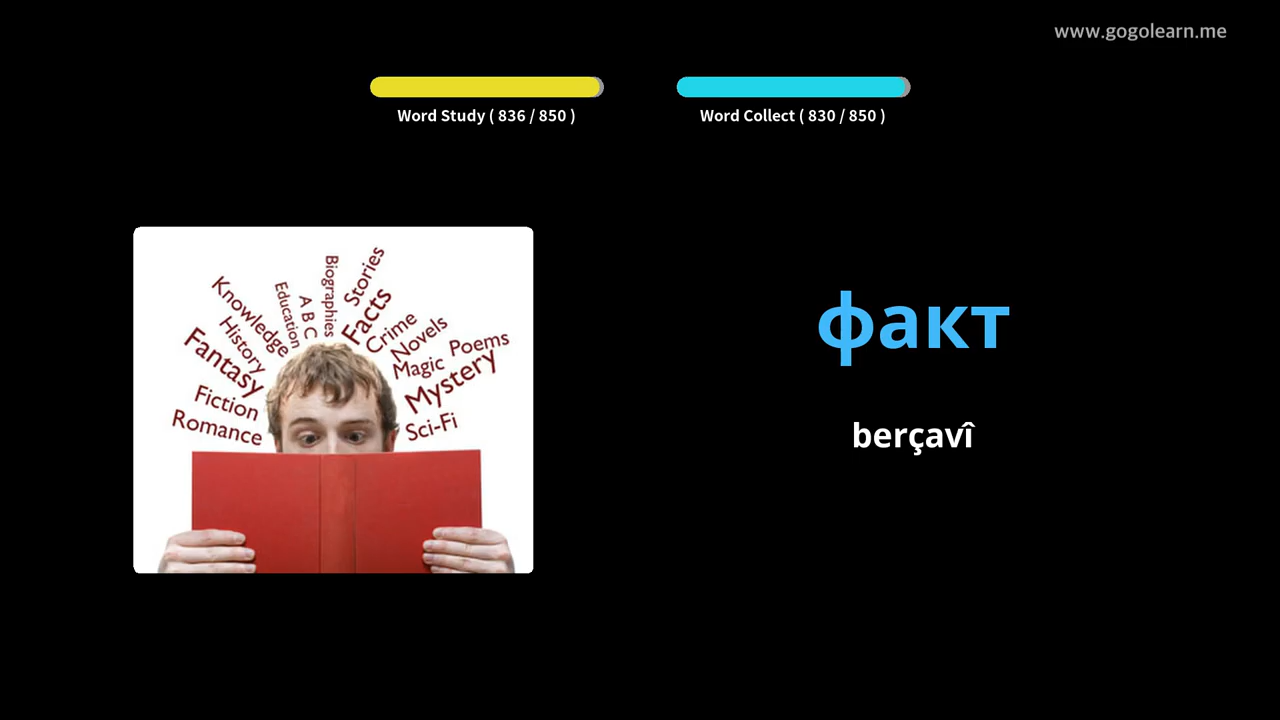 www.gogolearn.me
Word Study ( 836 / 850 )
Word Collect ( 830 / 850 )
Knowledge
History
Fantasy
Fiction
Romance
Education
A B C
Biographies
Stories
Facts
Crime
Novels
Magic
Poems
Mystery
Sci-Fi
факт
berçavî